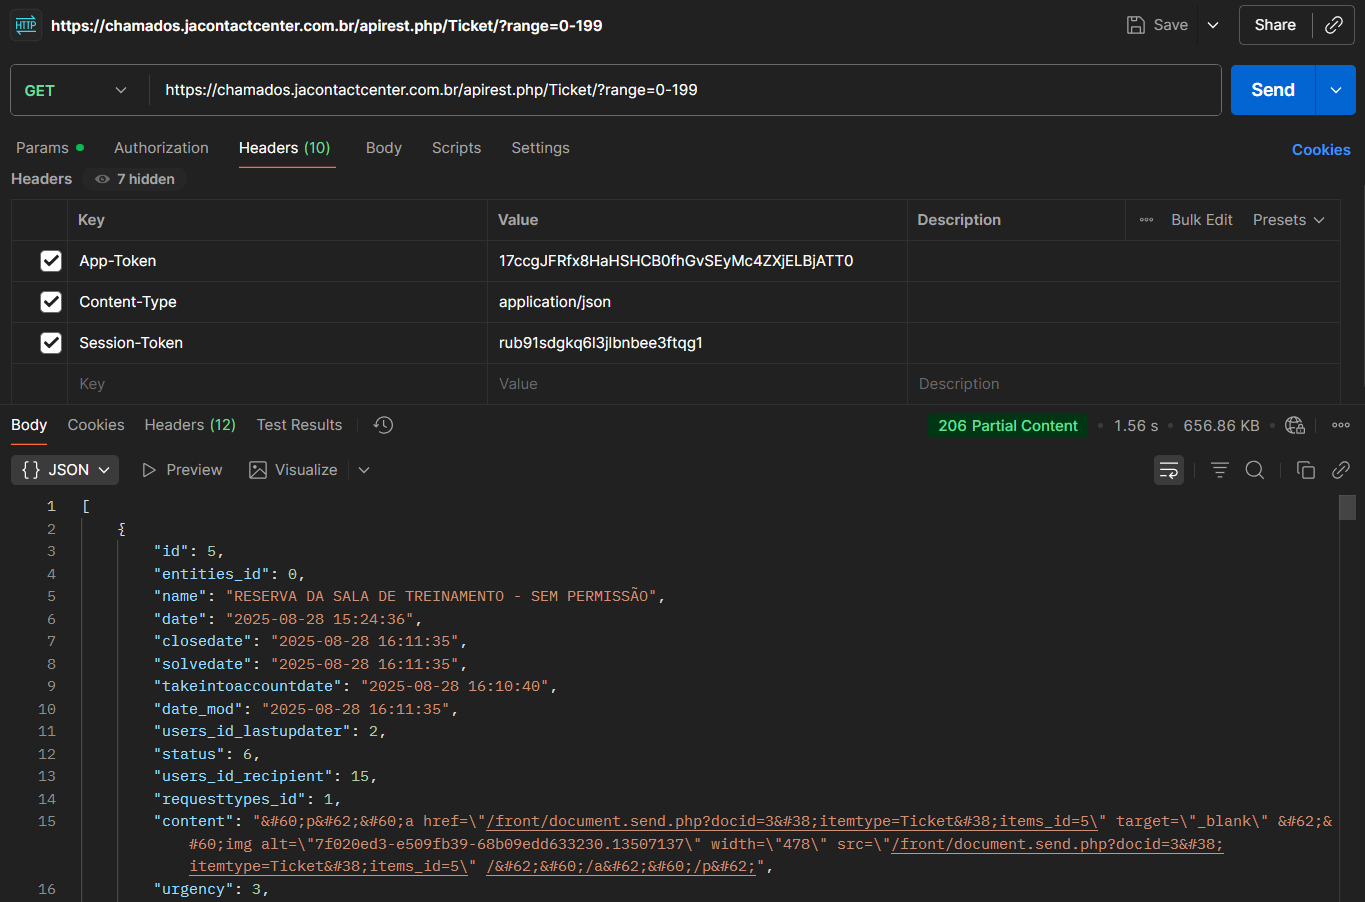 HTTP https://chamados.jacontactcenter.com.br/apirest.php/Ticket/?range=0-199 Save Share
GET https://chamados.jacontactcenter.com.br/apirest.php/Ticket/?range=0-199 Send
Params Authorization Headers (10) Body Scripts Settings Cookies
Headers 7 hidden
Key Value Description Bulk Edit Presets
App-Token 17ccgJFRfx8HaHSHCB0fhGvSEyMc4ZXjELBjATT0
Content-Type application/json
Session-Token rub91sdgkq6l3jlbnbee3ftqg1
Key Value Description
Body Cookies Headers (12) Test Results 206 Partial Content 1.56 s 656.86 KB
{} JSON Preview Visualize
1 [
2 {
3 "id": 5,
4 "entities_id": 0,
5 "name": "RESERVA DA SALA DE TREINAMENTO - SEM PERMISSÃO",
6 "date": "2025-08-28 15:24:36",
7 "closedate": "2025-08-28 16:11:35",
8 "solvedate": "2025-08-28 16:11:35",
9 "takeintoaccountdate": "2025-08-28 16:10:40",
10 "date_mod": "2025-08-28 16:11:35",
11 "users_id_lastupdater": 2,
12 "status": 6,
13 "users_id_recipient": 15,
14 "requesttypes_id": 1,
15 "content": "&#60;p&#62;&#60;a href=\"/front/document.send.php?docid=3&#38;itemtype=Ticket&#38;items_id=5\" target=\"_blank\" &#62;&
#60;img alt=\"7f020ed3-e509fb39-68b09edd633230.13507137\" width=\"478\" src=\"/front/document.send.php?docid=3&#38;
itemtype=Ticket&#38;items_id=5\" /&#62;&#60;/a&#62;&#60;/p&#62;",
16 "urgency": 3,